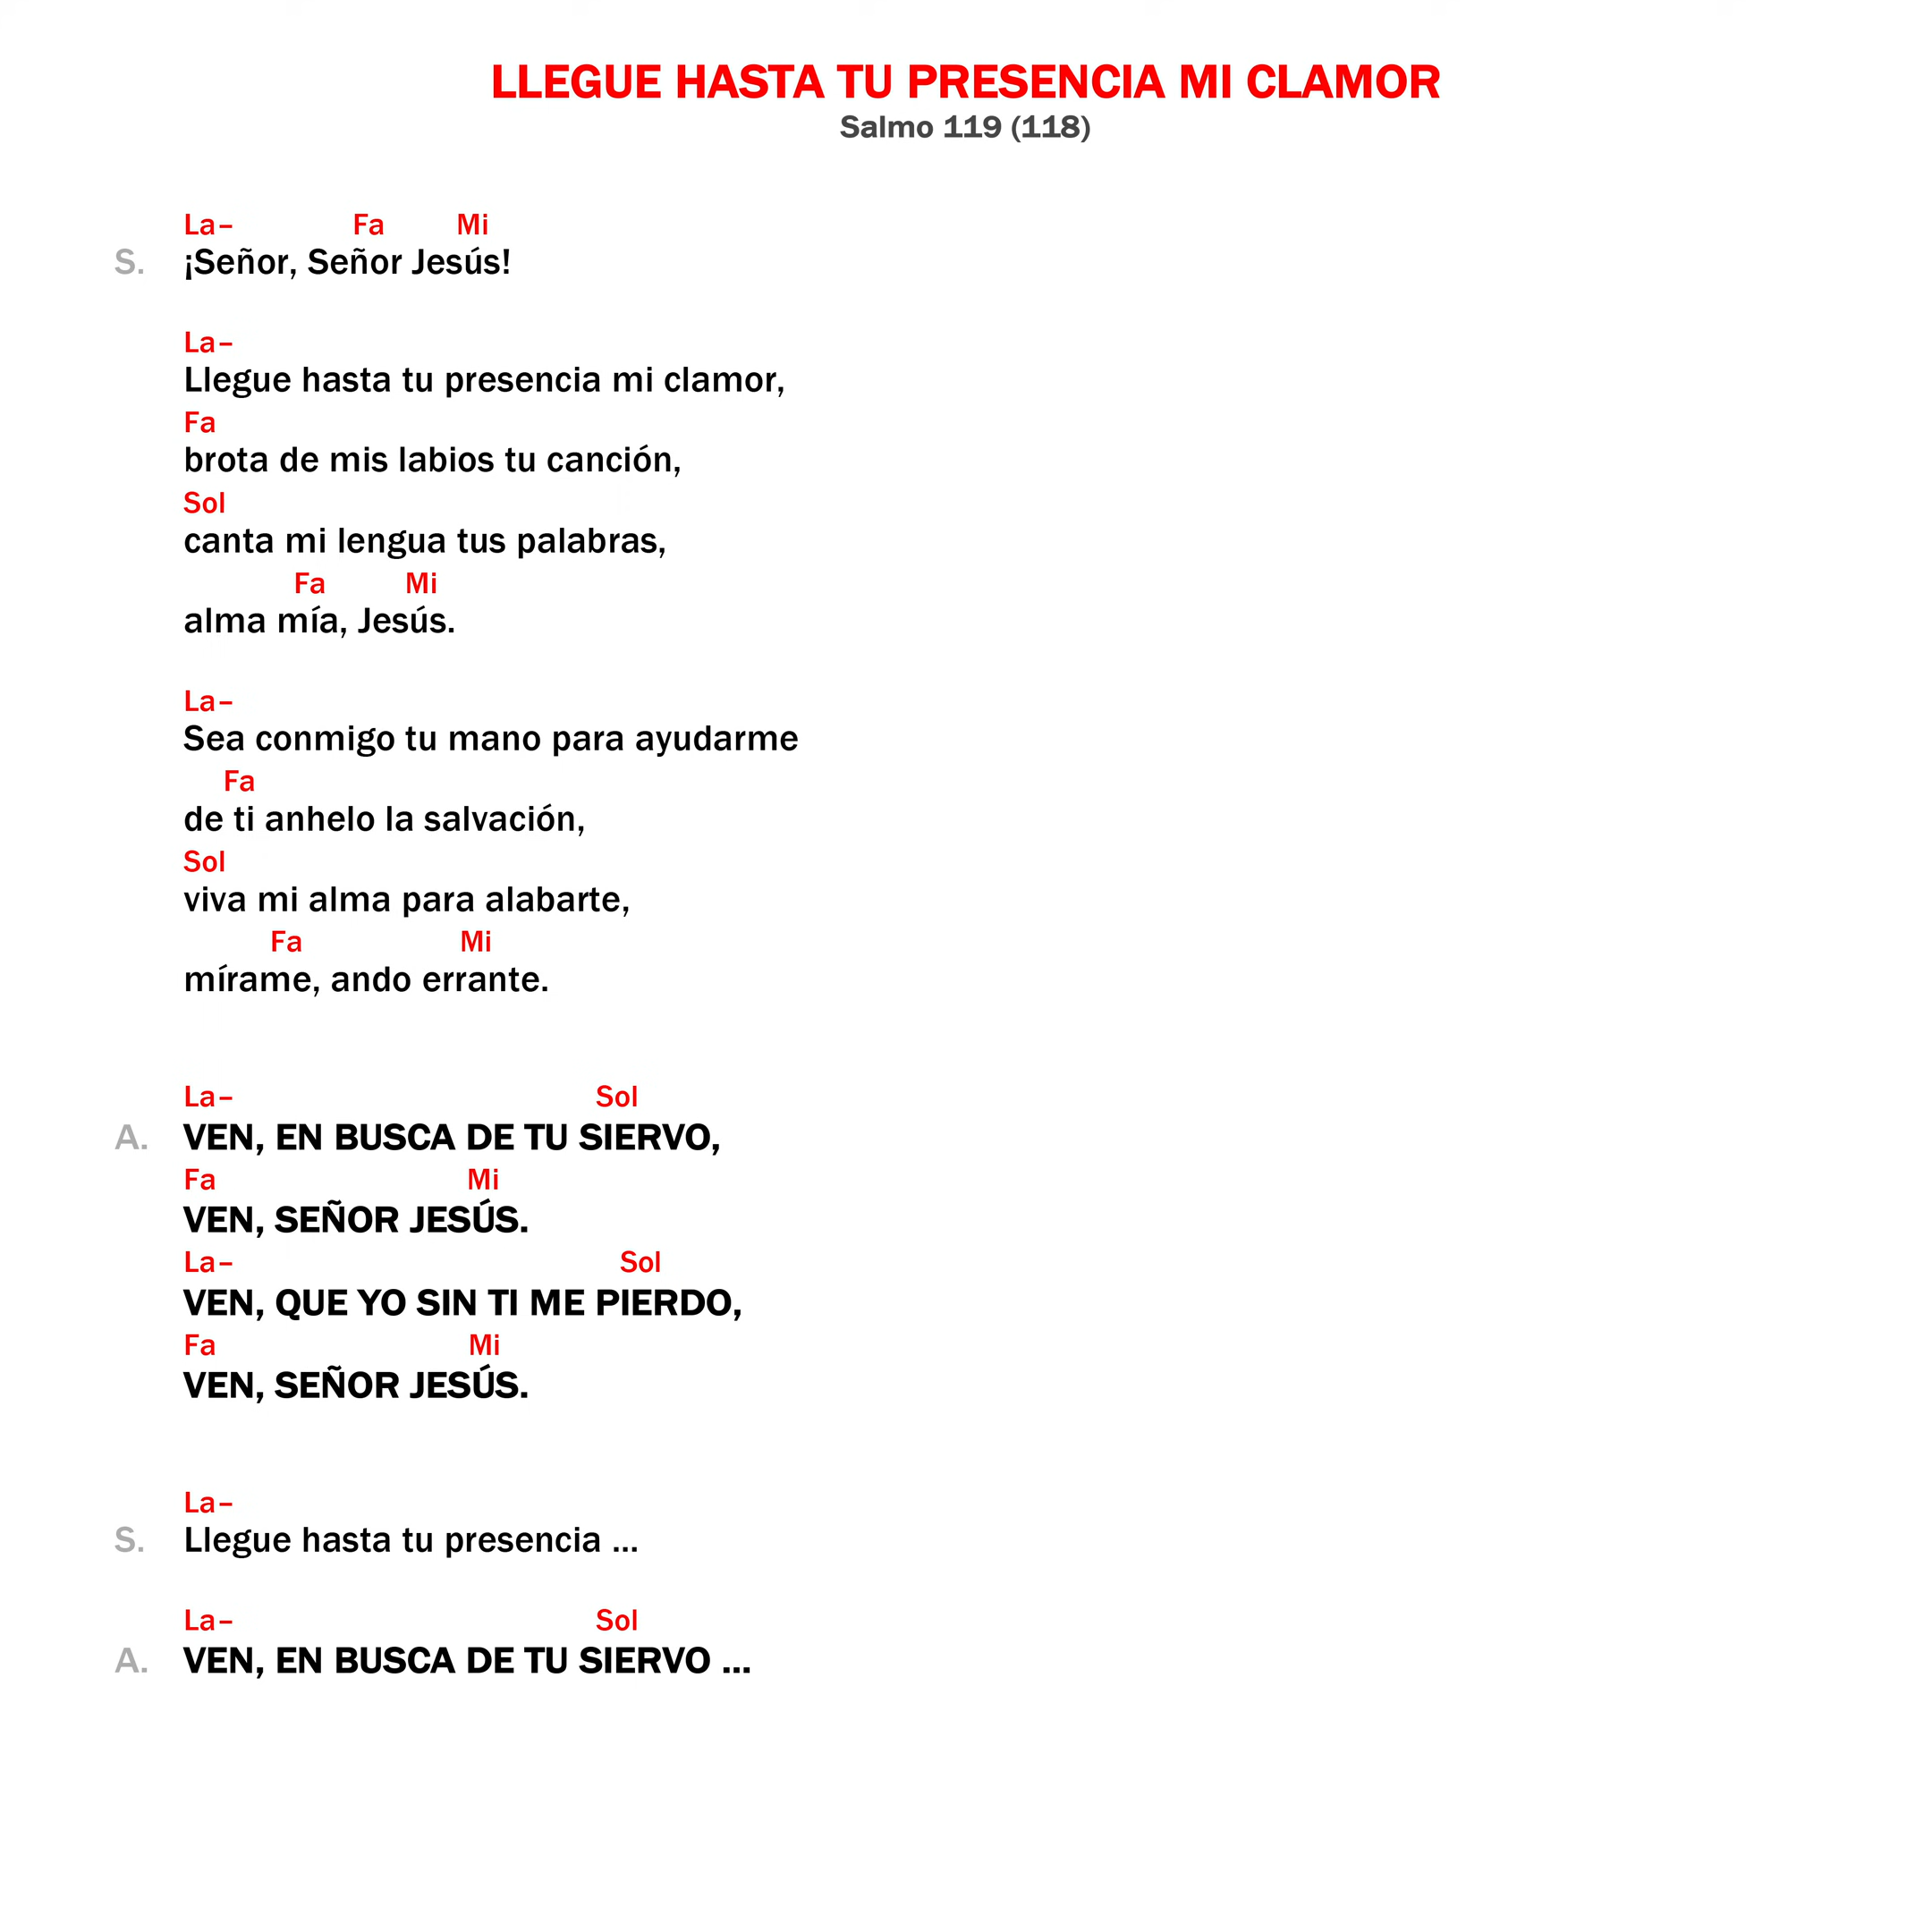 LLEGUE HASTA TU PRESENCIA MI CLAMOR
Salmo 119 (118)
La– Fa Mi
S. ¡Señor, Señor Jesús!
La–
Llegue hasta tu presencia mi clamor,
Fa
brota de mis labios tu canción,
Sol
canta mi lengua tus palabras,
Fa Mi
alma mía, Jesús.
La–
Sea conmigo tu mano para ayudarme
Fa
de ti anhelo la salvación,
Sol
viva mi alma para alabarte,
Fa Mi
mírame, ando errante.
La– Sol
A. VEN, EN BUSCA DE TU SIERVO,
Fa Mi
VEN, SEÑOR JESÚS.
La– Sol
VEN, QUE YO SIN TI ME PIERDO,
Fa Mi
VEN, SEÑOR JESÚS.
La–
S. Llegue hasta tu presencia ...
La– Sol
A. VEN, EN BUSCA DE TU SIERVO ...